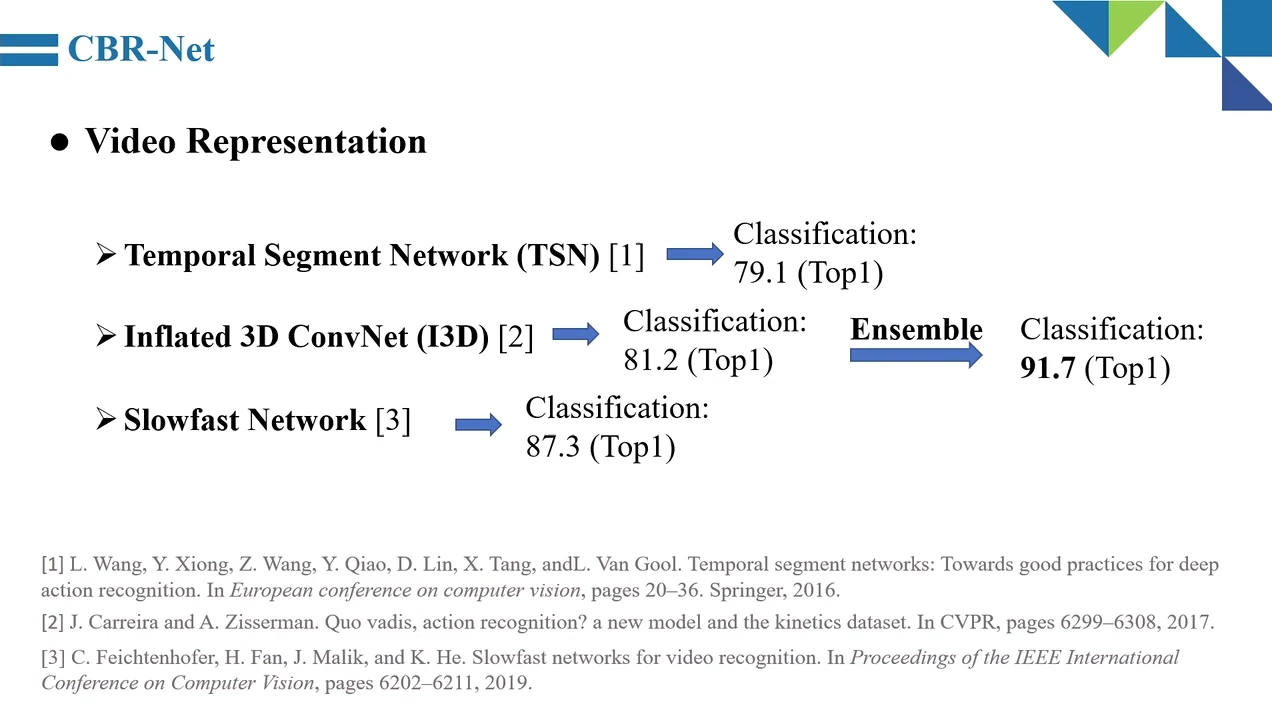 CBR-Net
● Video Representation
➢ Temporal Segment Network (TSN) [1]
Classification:
79.1 (Top1)
➢ Inflated 3D ConvNet (I3D) [2]
Classification:
81.2 (Top1)
Ensemble
Classification:
91.7 (Top1)
➢ Slowfast Network [3]
Classification:
87.3 (Top1)
[1] L. Wang, Y. Xiong, Z. Wang, Y. Qiao, D. Lin, X. Tang, andL. Van Gool. Temporal segment networks: Towards good practices for deep
action recognition. In European conference on computer vision, pages 20–36. Springer, 2016.
[2] J. Carreira and A. Zisserman. Quo vadis, action recognition? a new model and the kinetics dataset. In CVPR, pages 6299–6308, 2017.
[3] C. Feichtenhofer, H. Fan, J. Malik, and K. He. Slowfast networks for video recognition. In Proceedings of the IEEE International
Conference on Computer Vision, pages 6202–6211, 2019.